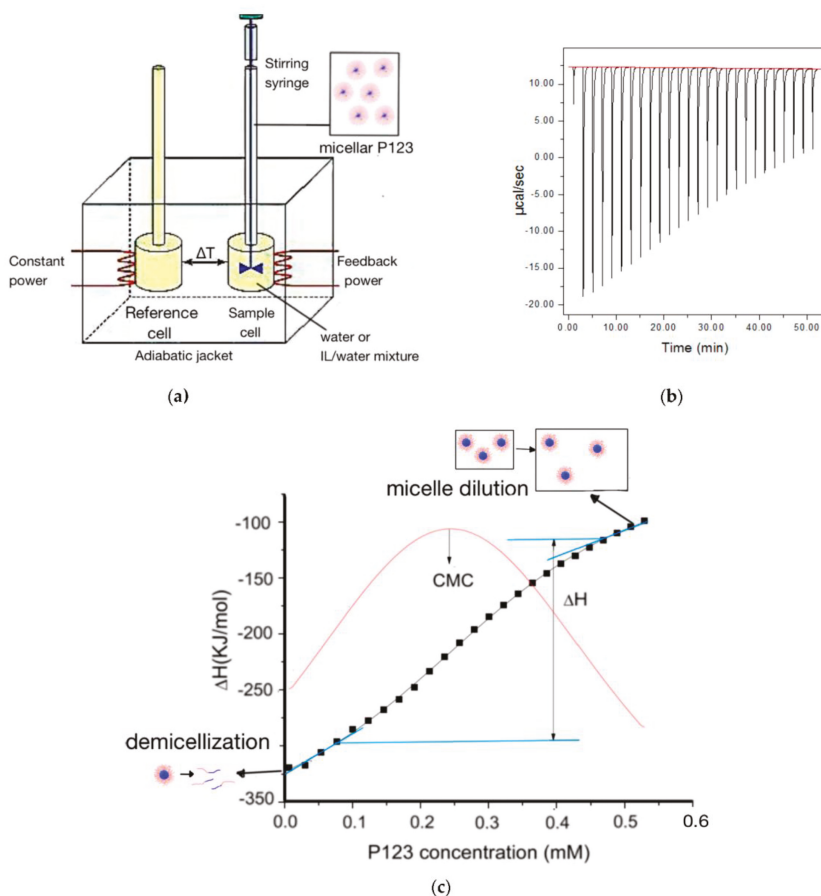 Stirring
syringe
micellar P123
Constant
power
ΔT
Feedback
power
Reference
cell
Sample
cell
water or
IL/water mixture
Adiabatic jacket
(a)
10.00
5.00
0.00
-5.00
-10.00
-15.00
-20.00
µcal/sec
0.00 10.00 20.00 30.00 40.00 50.00
Time (min)
(b)
micelle dilution
-100
-150
-200
-250
-350
ΔH(KJ/mol)
CMC
ΔH
demicellization
0.0 0.1 0.2 0.3 0.4 0.5 0.6
P123 concentration (mM)
(c)